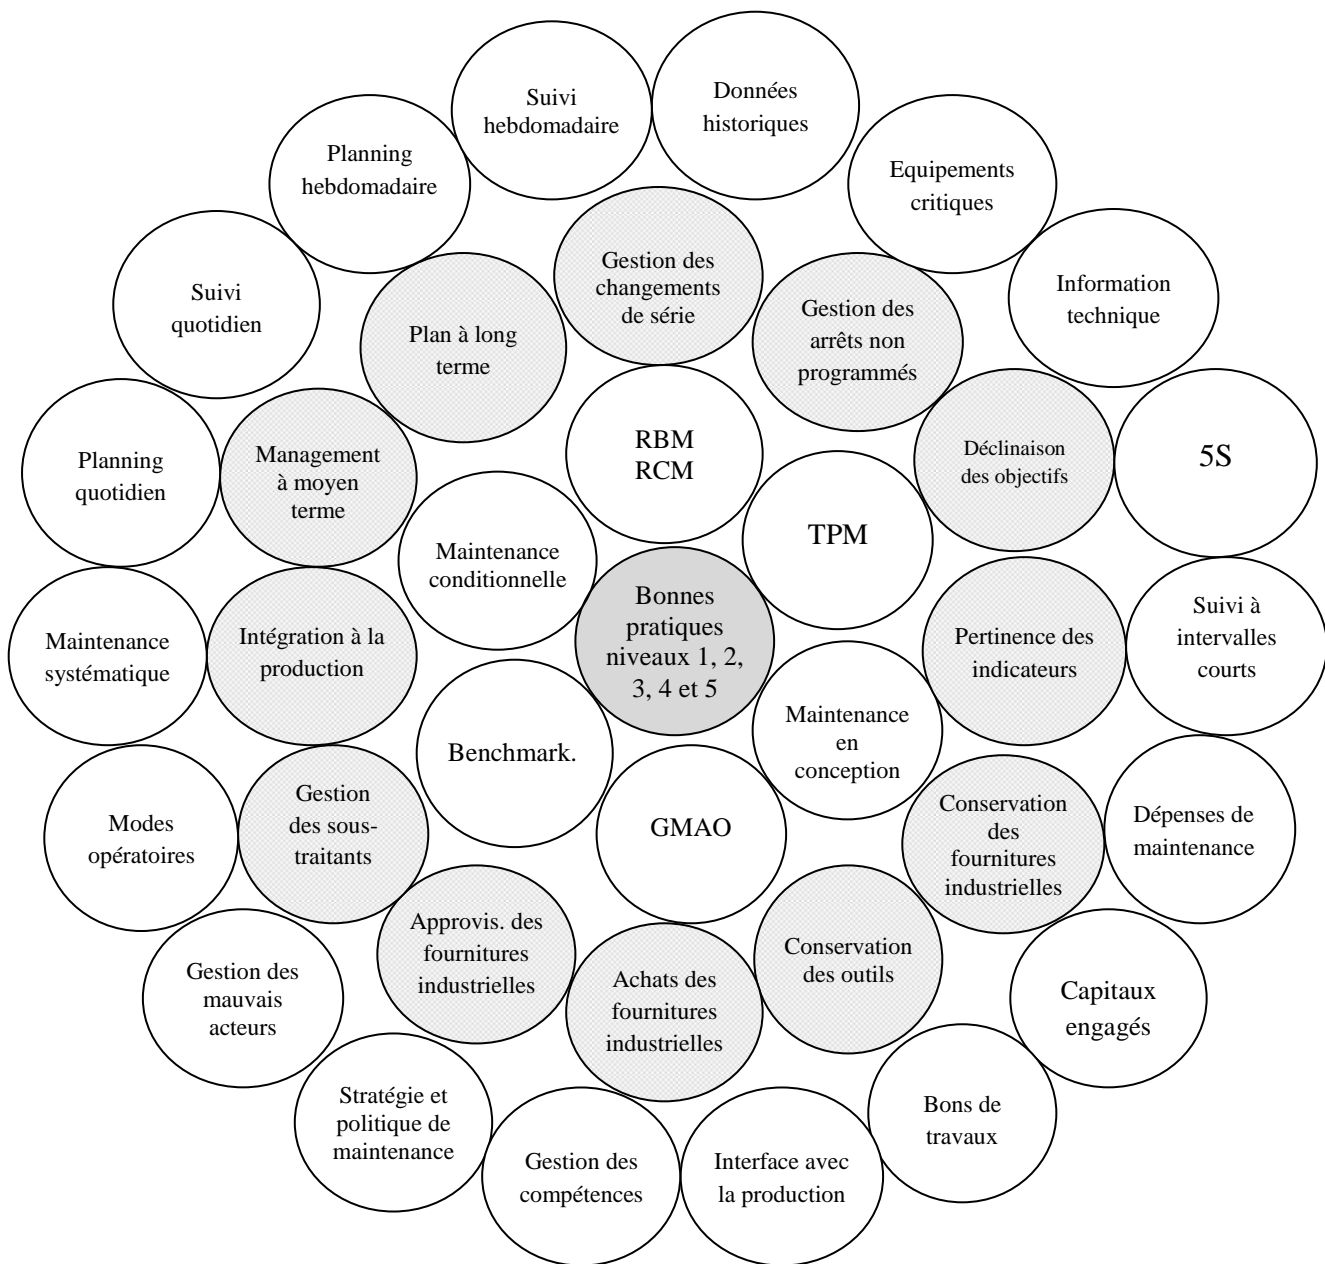 Suivi
hebdomadaire
Données
historiques
Planning
hebdomadaire
Equipements
critiques
Suivi
quotidien
Gestion des
changements
de série
Information
technique
Plan à long
terme
Gestion des
arrêts non
programmés
Planning
quotidien
Management
à moyen
terme
RBM
RCM
Déclinaison
des objectifs
5S
Maintenance
conditionnelle
TPM
Maintenance
systématique
Intégration à la
production
Bonnes
pratiques
niveaux 1, 2,
3, 4 et 5
Pertinence des
indicateurs
Suivi à
intervalles
courts
Benchmark.
Maintenance
en
conception
Modes
opératoires
Gestion
des sous-
traitants
GMAO
Conservation
des
fournitures
industrielles
Dépenses de
maintenance
Gestion des
mauvais
acteurs
Approvis. des
fournitures
industrielles
Achats des
fournitures
industrielles
Conservation
des outils
Capitaux
engagés
Stratégie et
politique de
maintenance
Gestion des
compétences
Interface avec
la production
Bons de
travaux